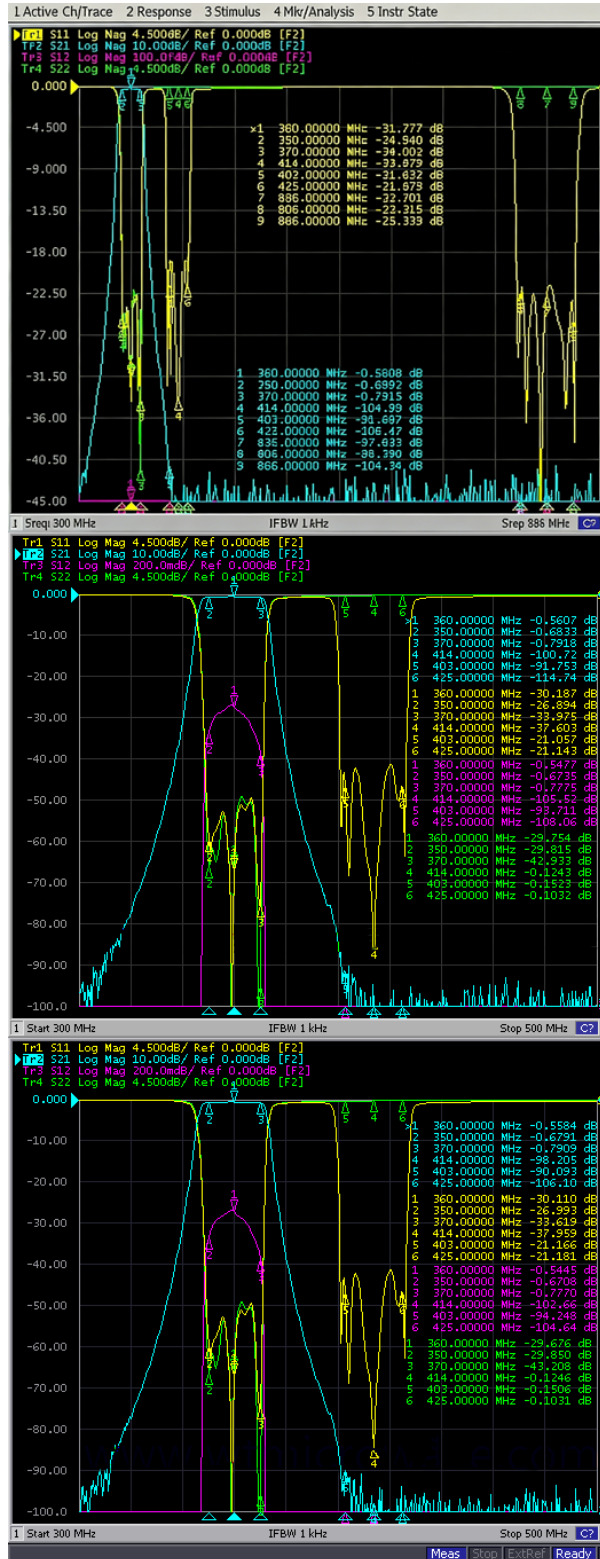 1 Active Ch/Trace 2 Response 3 Stimulus 4 Mkr/Analysis 5 Instr State
Tr1 S11 Log Mag 4.500dB/ Ref 0.000dB [F2]
TF2 S21 Log Mag 10.00dB/ Ref 0.000dB [F2]
Tr3 S12 Log Mag 100.0 Ref 0.000dB [F2]
Tr4 S22 Log Mag 4.500dB/ Ref 0.000dB [F2]
0.000
-4.500
-9.000
-13.50
-18.00
-22.50
-27.00
-31.50
-36.00
-40.50
-45.00
>1 360.00000 MHz -31.777 dB
2 350.00000 MHz -24.540 dB
3 370.00000 MHz -34.002 dB
4 414.00000 MHz -33.979 dB
5 403.00000 MHz -21.632 dB
6 425.00000 MHz -21.673 dB
7 886.00000 MHz -32.701 dB
8 806.00000 MHz -22.315 dB
9 886.00000 MHz -25.339 dB
1 360.00000 MHz -0.5808 dB
2 250.00000 MHz -0.6992 dB
3 370.00000 MHz -0.7915 dB
4 414.00000 MHz -104.99 dB
5 403.00000 MHz -91.697 dB
6 422.00000 MHz -106.47 dB
7 835.00000 MHz -97.933 dB
8 806.00000 MHz -98.390 dB
9 866.00000 MHz -104.34 dB
1 Sreq: 300 MHz IFBW 1 kHz Srep 886 MHz C?
Tr1 S11 Log Mag 4.500dB/ Ref 0.000dB [F2]
Tr2 S21 Log Mag 10.00dB/ Ref 0.000dB [F2]
Tr3 S12 Log Mag 200.0mdB/ Ref 0.000dB [F2]
Tr4 S22 Log Mag 4.500dB/ Ref 0.000dB [F2]
0.000
-10.00
-20.00
-30.00
-40.00
-50.00
-60.00
-70.00
-80.00
-90.00
-100.0
>1 360.00000 MHz -0.5607 dB
2 350.00000 MHz -0.6833 dB
3 370.00000 MHz -0.7918 dB
4 414.00000 MHz -100.72 dB
5 403.00000 MHz -91.753 dB
6 425.00000 MHz -114.74 dB
1 360.00000 MHz -30.187 dB
2 350.00000 MHz -26.894 dB
3 370.00000 MHz -33.975 dB
4 414.00000 MHz -37.603 dB
5 403.00000 MHz -21.057 dB
6 425.00000 MHz -21.143 dB
1 360.00000 MHz -0.5477 dB
2 350.00000 MHz -0.6735 dB
3 370.00000 MHz -0.7775 dB
4 414.00000 MHz -105.52 dB
5 403.00000 MHz -93.711 dB
6 425.00000 MHz -108.06 dB
1 360.00000 MHz -29.754 dB
2 350.00000 MHz -29.815 dB
3 370.00000 MHz -42.933 dB
4 414.00000 MHz -0.1243 dB
5 403.00000 MHz -0.1523 dB
6 425.00000 MHz -0.1032 dB
1 Start 300 MHz IFBW 1 kHz Stop 500 MHz C?
Tr1 S11 Log Mag 4.500dB/ Ref 0.000dB [F2]
Tr2 S21 Log Mag 10.00dB/ Ref 0.000dB [F2]
Tr3 S12 Log Mag 200.0mdB/ Ref 0.000dB [F2]
Tr4 S22 Log Mag 4.500dB/ Ref 0.000dB [F2]
0.000
-10.00
-20.00
-30.00
-40.00
-50.00
-60.00
-70.00
-80.00
-90.00
-100.0
>1 360.00000 MHz -0.5584 dB
2 350.00000 MHz -0.6791 dB
3 370.00000 MHz -0.7909 dB
4 414.00000 MHz -98.205 dB
5 403.00000 MHz -90.093 dB
6 425.00000 MHz -106.10 dB
1 360.00000 MHz -30.110 dB
2 350.00000 MHz -26.993 dB
3 370.00000 MHz -33.619 dB
4 414.00000 MHz -37.959 dB
5 403.00000 MHz -21.166 dB
6 425.00000 MHz -21.181 dB
1 360.00000 MHz -0.5445 dB
2 350.00000 MHz -0.6708 dB
3 370.00000 MHz -0.7770 dB
4 414.00000 MHz -102.66 dB
5 403.00000 MHz -94.248 dB
6 425.00000 MHz -104.64 dB
1 360.00000 MHz -29.676 dB
2 350.00000 MHz -29.850 dB
3 370.00000 MHz -43.208 dB
4 414.00000 MHz -0.1246 dB
5 403.00000 MHz -0.1506 dB
6 425.00000 MHz -0.1031 dB
1 Start 300 MHz IFBW 1 kHz Stop 500 MHz C?
Meas Stop ExtRef Ready